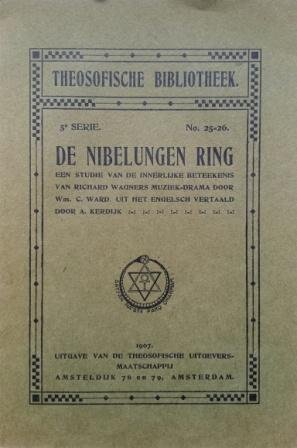 THEOSOFISCHE BIBLIOTHEEK.
5e SERIE. No. 25-26.
DE NIBELUNGEN RING
EEN STUDIE VAN DE INNERLIJKE BETEEKENIS
VAN RICHARD WAGNERS MUZIEK-DRAMA DOOR
Wm. C. WARD. UIT HET ENGELSCH VERTAALD
DOOR A. KERDIJK
1907.
UITGAVE VAN DE THEOSOFISCHE UITGEVERS-
MAATSCHAPPIJ
AMSTELDIJK 76 en 79, AMSTERDAM.